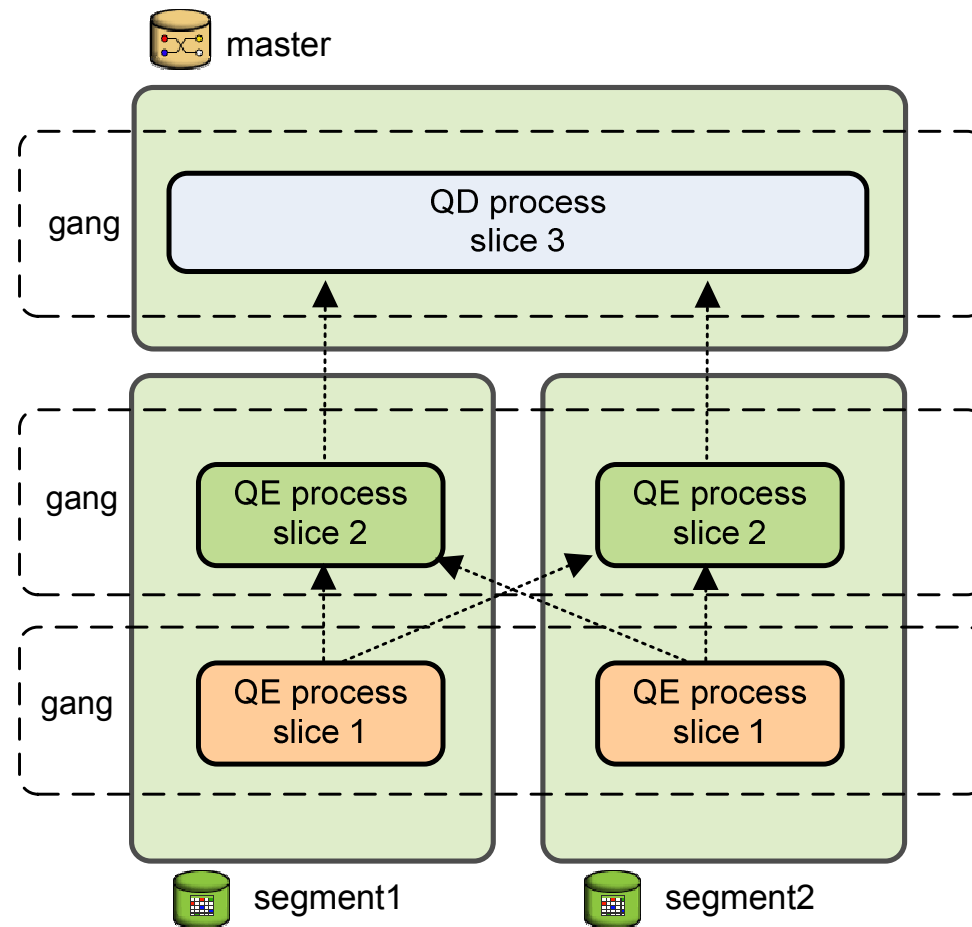 master
gang
QD process
slice 3
gang
QE process
slice 2
QE process
slice 2
gang
QE process
slice 1
QE process
slice 1
segment1
segment2